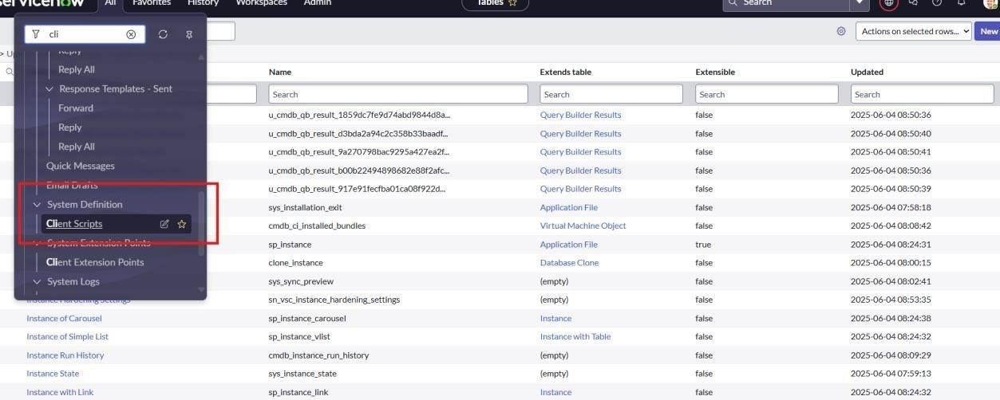 servicenow All Favorites History Workspaces Admin Tables Search
cli
Actions on selected rows... New
Reply
Reply All
Response Templates - Sent
Forward
Reply
Reply All
Quick Messages
Email Drafts
System Definition
Client Scripts
System Extension Points
Client Extension Points
System Logs
Name Extends table Extensible Updated
Search Search Search Search
u_cmdb_qb_result_1859dc7fe9d74abd9844d8a... Query Builder Results false 2025-06-04 08:50:36
u_cmdb_qb_result_d3bda2a94c2c358b33baadf... Query Builder Results false 2025-06-04 08:50:40
u_cmdb_qb_result_9a270798bac9295a427ea2f... Query Builder Results false 2025-06-04 08:50:41
u_cmdb_qb_result_b00b22494898682e88f2afc... Query Builder Results false 2025-06-04 08:50:36
u_cmdb_qb_result_917e91fecfba01ca08f922d... Query Builder Results false 2025-06-04 08:50:39
sys_installation_exit Application File false 2025-06-04 07:58:18
cmdb_ci_installed_bundles Virtual Machine Object false 2025-06-04 08:08:42
sp_instance Application File true 2025-06-04 08:24:31
clone_instance Database Clone false 2025-06-04 08:00:15
sys_sync_preview (empty) false 2025-06-04 08:02:41
Instance Hardening Settings sn_vsc_instance_hardening_settings (empty) false 2025-06-04 08:53:35
Instance of Carousel sp_instance_carousel Instance false 2025-06-04 08:24:38
Instance of Simple List sp_instance_vlist Instance with Table false 2025-06-04 08:24:32
Instance Run History cmdb_instance_run_history (empty) false 2025-06-04 08:09:29
Instance State sys_instance_state (empty) false 2025-06-04 07:59:13
Instance with Link sp_instance_link Instance false 2025-06-04 08:24:32